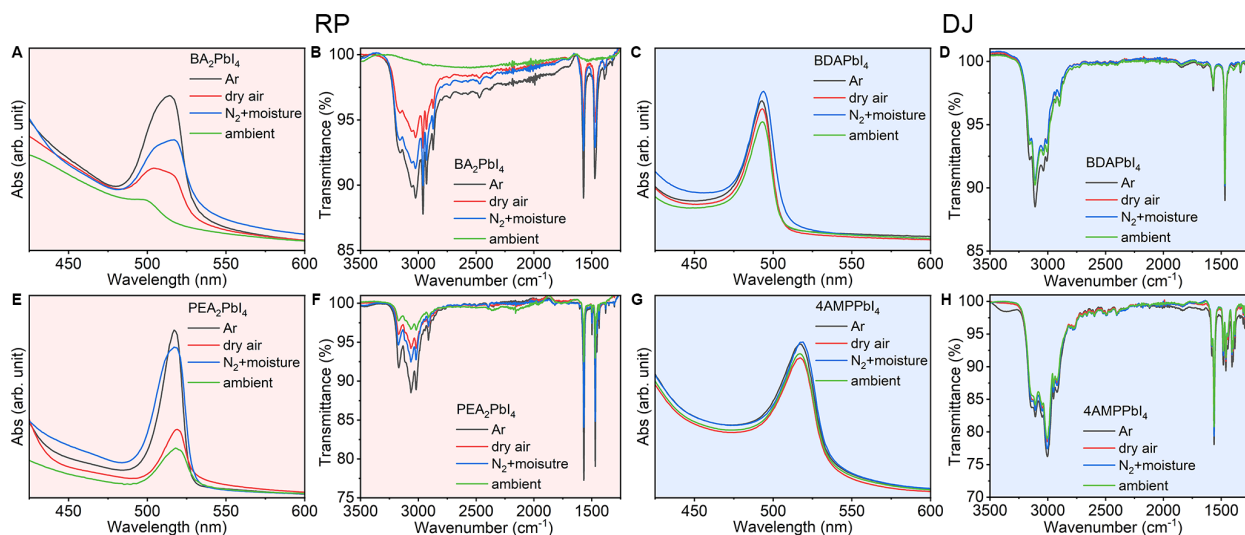 RP
DJ
A
BA2PbI4
Ar
dry air
N2+moisture
ambient
Abs (arb. unit)
450 500 550 600
Wavelength (nm)
B
100
95
90
85
Transmittance (%)
BA2PbI4
Ar
dry air
N2+moisture
ambient
3500 3000 2500 2000 1500
Wavenumber (cm-1)
C
BDAPbI4
Ar
dry air
N2+moisture
ambient
Abs (arb. unit)
450 500 550 600
Wavelength (nm)
D
100
95
90
85
Transmittance (%)
BDAPbI4
Ar
dry air
N2+moisture
ambient
3500 3000 2500 2000 1500
Wavenumber (cm-1)
E
PEA2PbI4
Ar
dry air
N2+moisture
ambient
Abs (arb. unit)
450 500 550 600
Wavelength (nm)
F
100
95
90
85
80
75
Transmittance (%)
PEA2PbI4
Ar
dry air
N2+moisutre
ambient
3500 3000 2500 2000 1500
Wavenumber (cm-1)
G
4AMPPbI4
Ar
dry air
N2+moisture
ambient
Abs (arb. unit)
450 500 550 600
Wavelength (nm)
H
100
95
90
85
80
75
70
Transmittance (%)
4AMPPbI4
Ar
dry air
N2+moisture
ambient
3500 3000 2500 2000 1500
Wavenumber (cm-1)